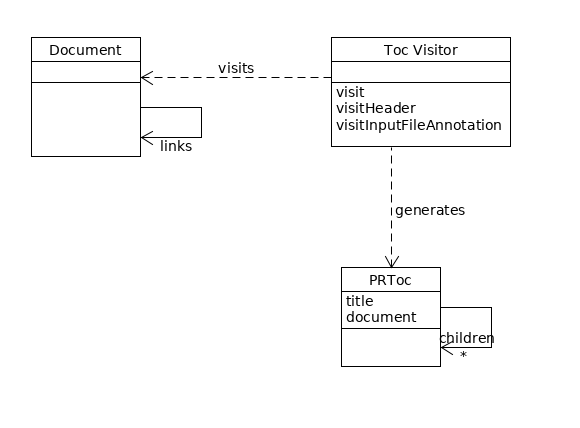 Document
Toc Visitor
visits
visit
visitHeader
visitInputFileAnnotation
links
generates
PRToc
title
document
children
*